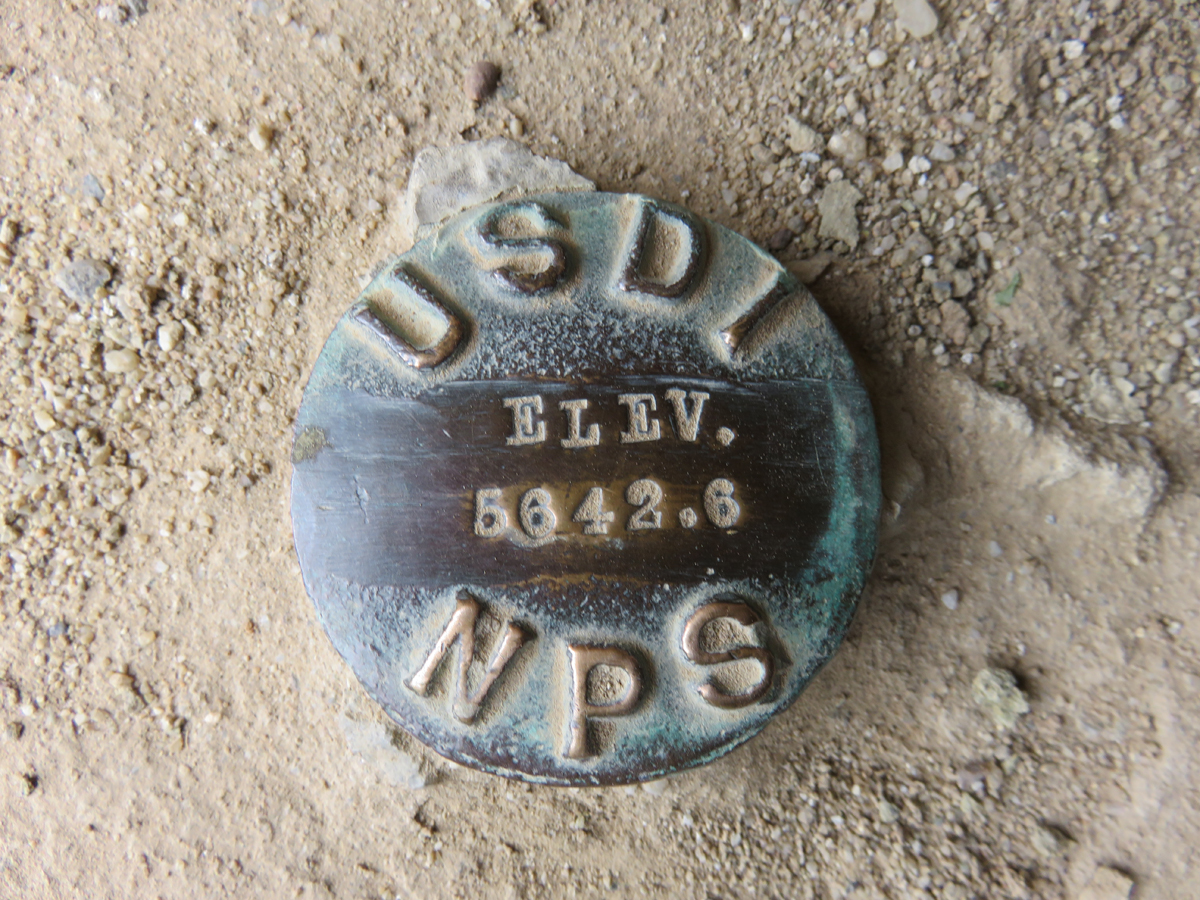 USDI
ELEV.
5642.6
NPS